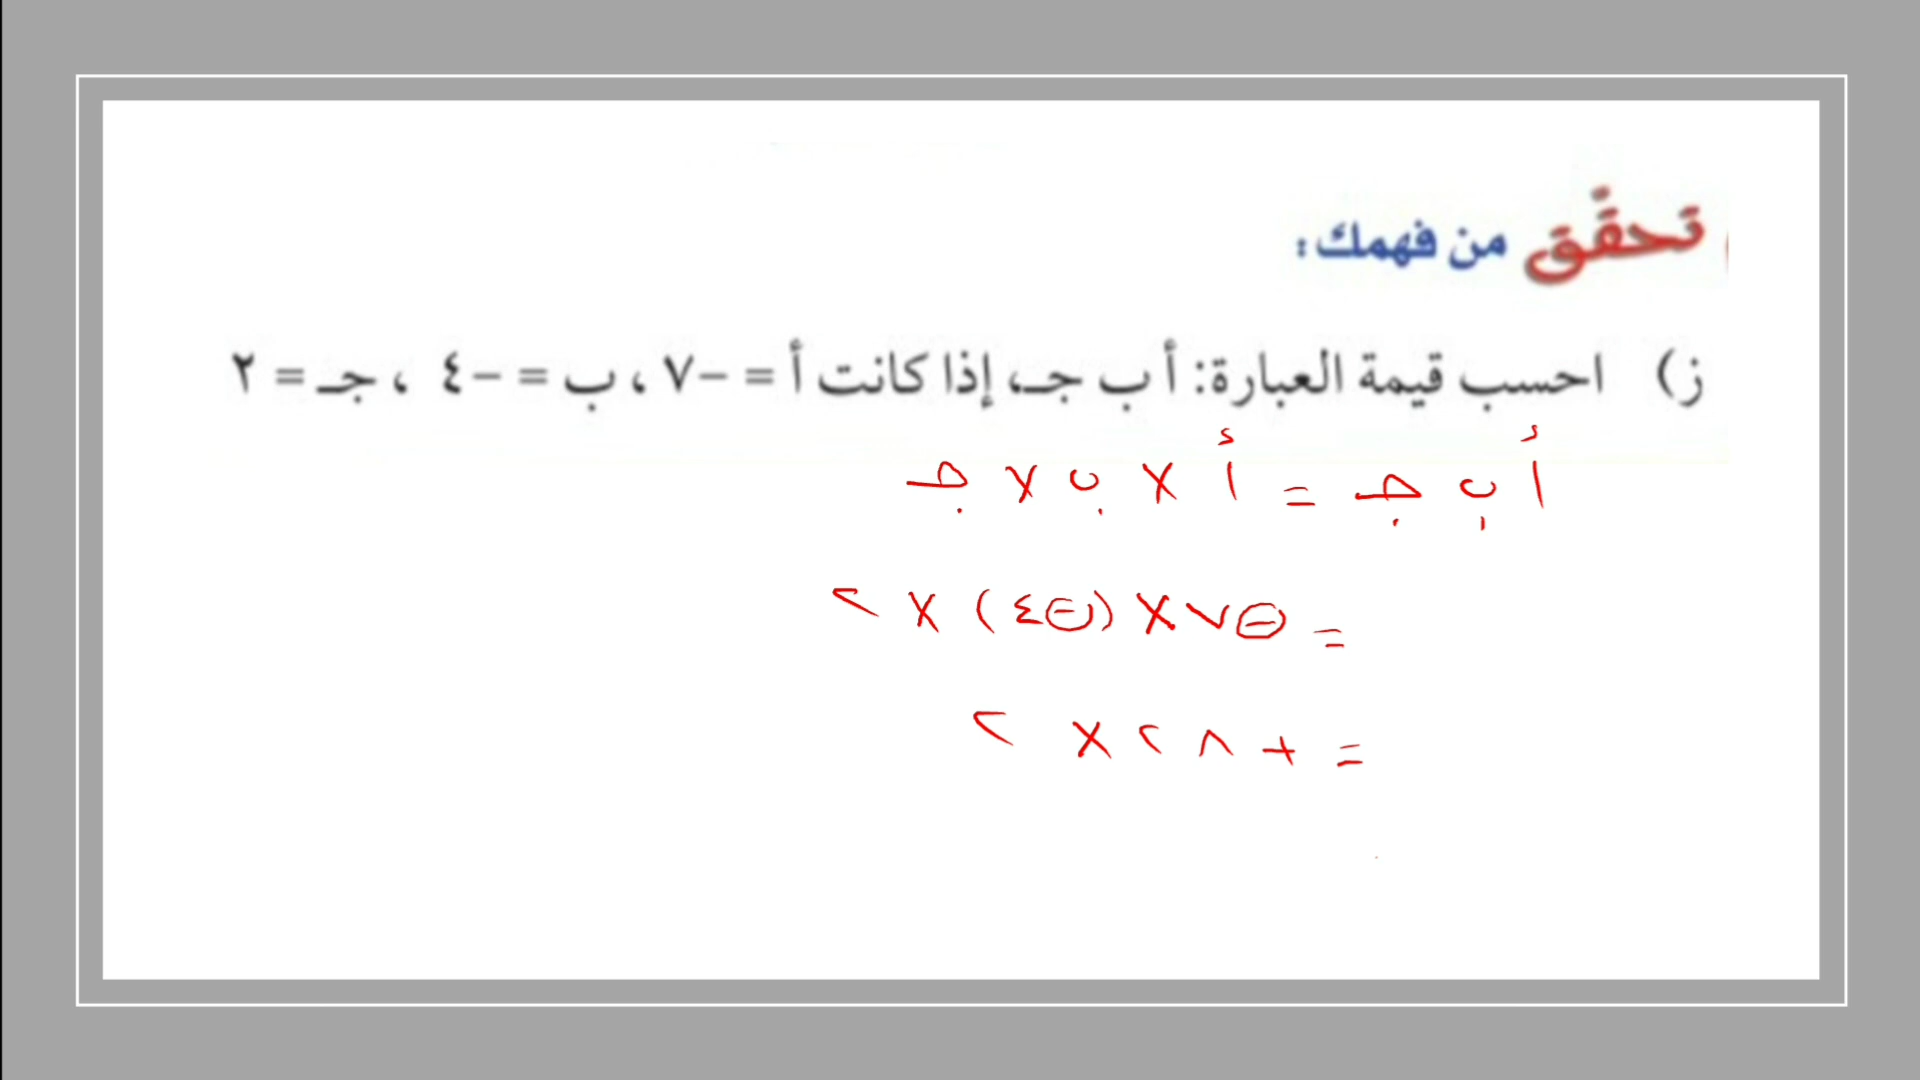 تحقق من فهمك:
ز) احسب قيمة العبارة: أ ب جـ، إذا كانت أ = -٧ ، ب = -٤ ، جـ = ٢
أ ب جـ = أ × ب × جـ
= -٧ × (-٤) × ٢
= + ٢٨ × ٢